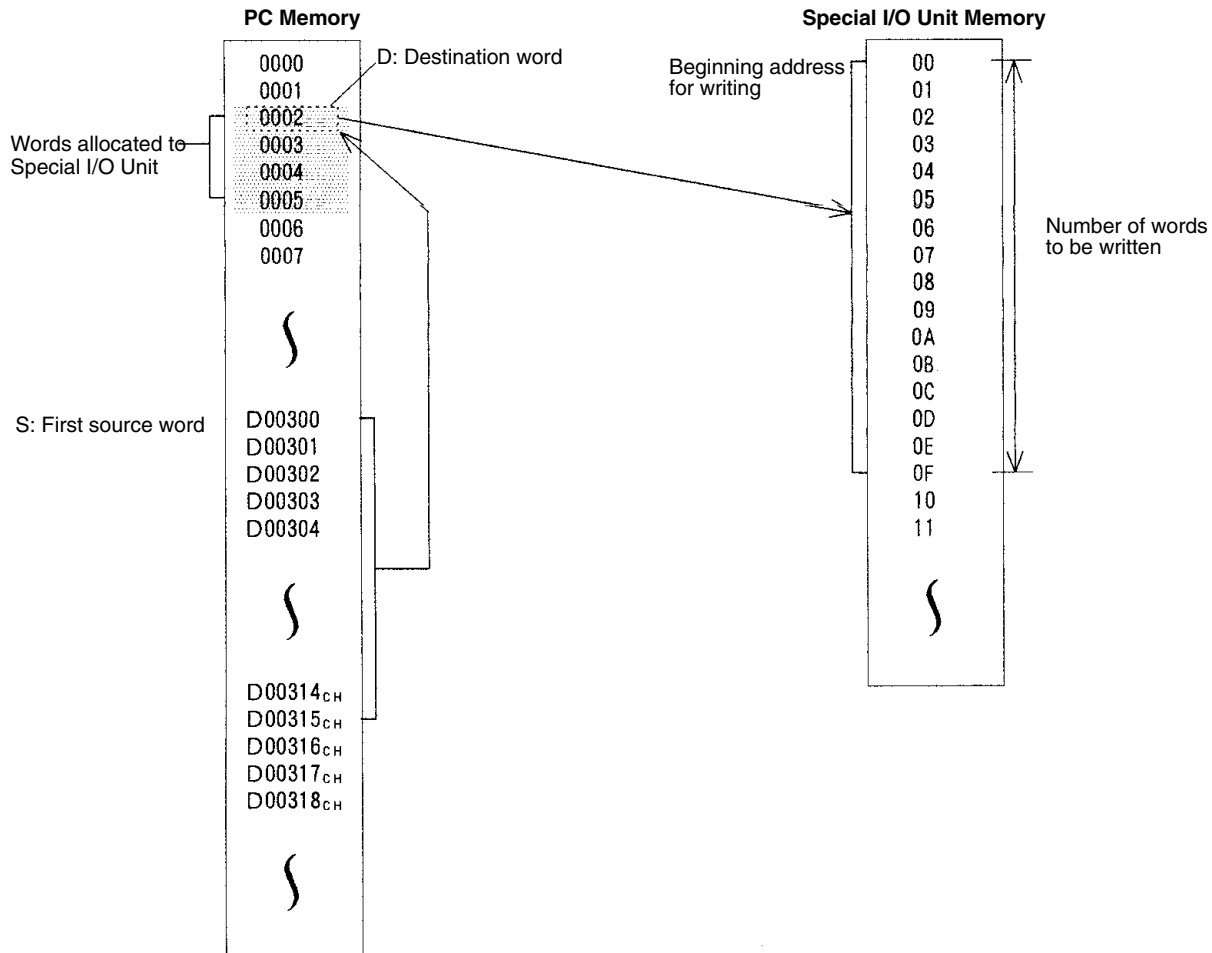 PC Memory
0000
0001
0002
0003
0004
0005
0006
0007
D: Destination word
Words allocated to
Special I/O Unit
S: First source word
D00300
D00301
D00302
D00303
D00304
D00314CH
D00315CH
D00316CH
D00317CH
D00318CH
Special I/O Unit Memory
Beginning address
for writing
00
01
02
03
04
05
06
07
08
09
0A
0B
0C
0D
0E
0F
10
11
Number of words
to be written